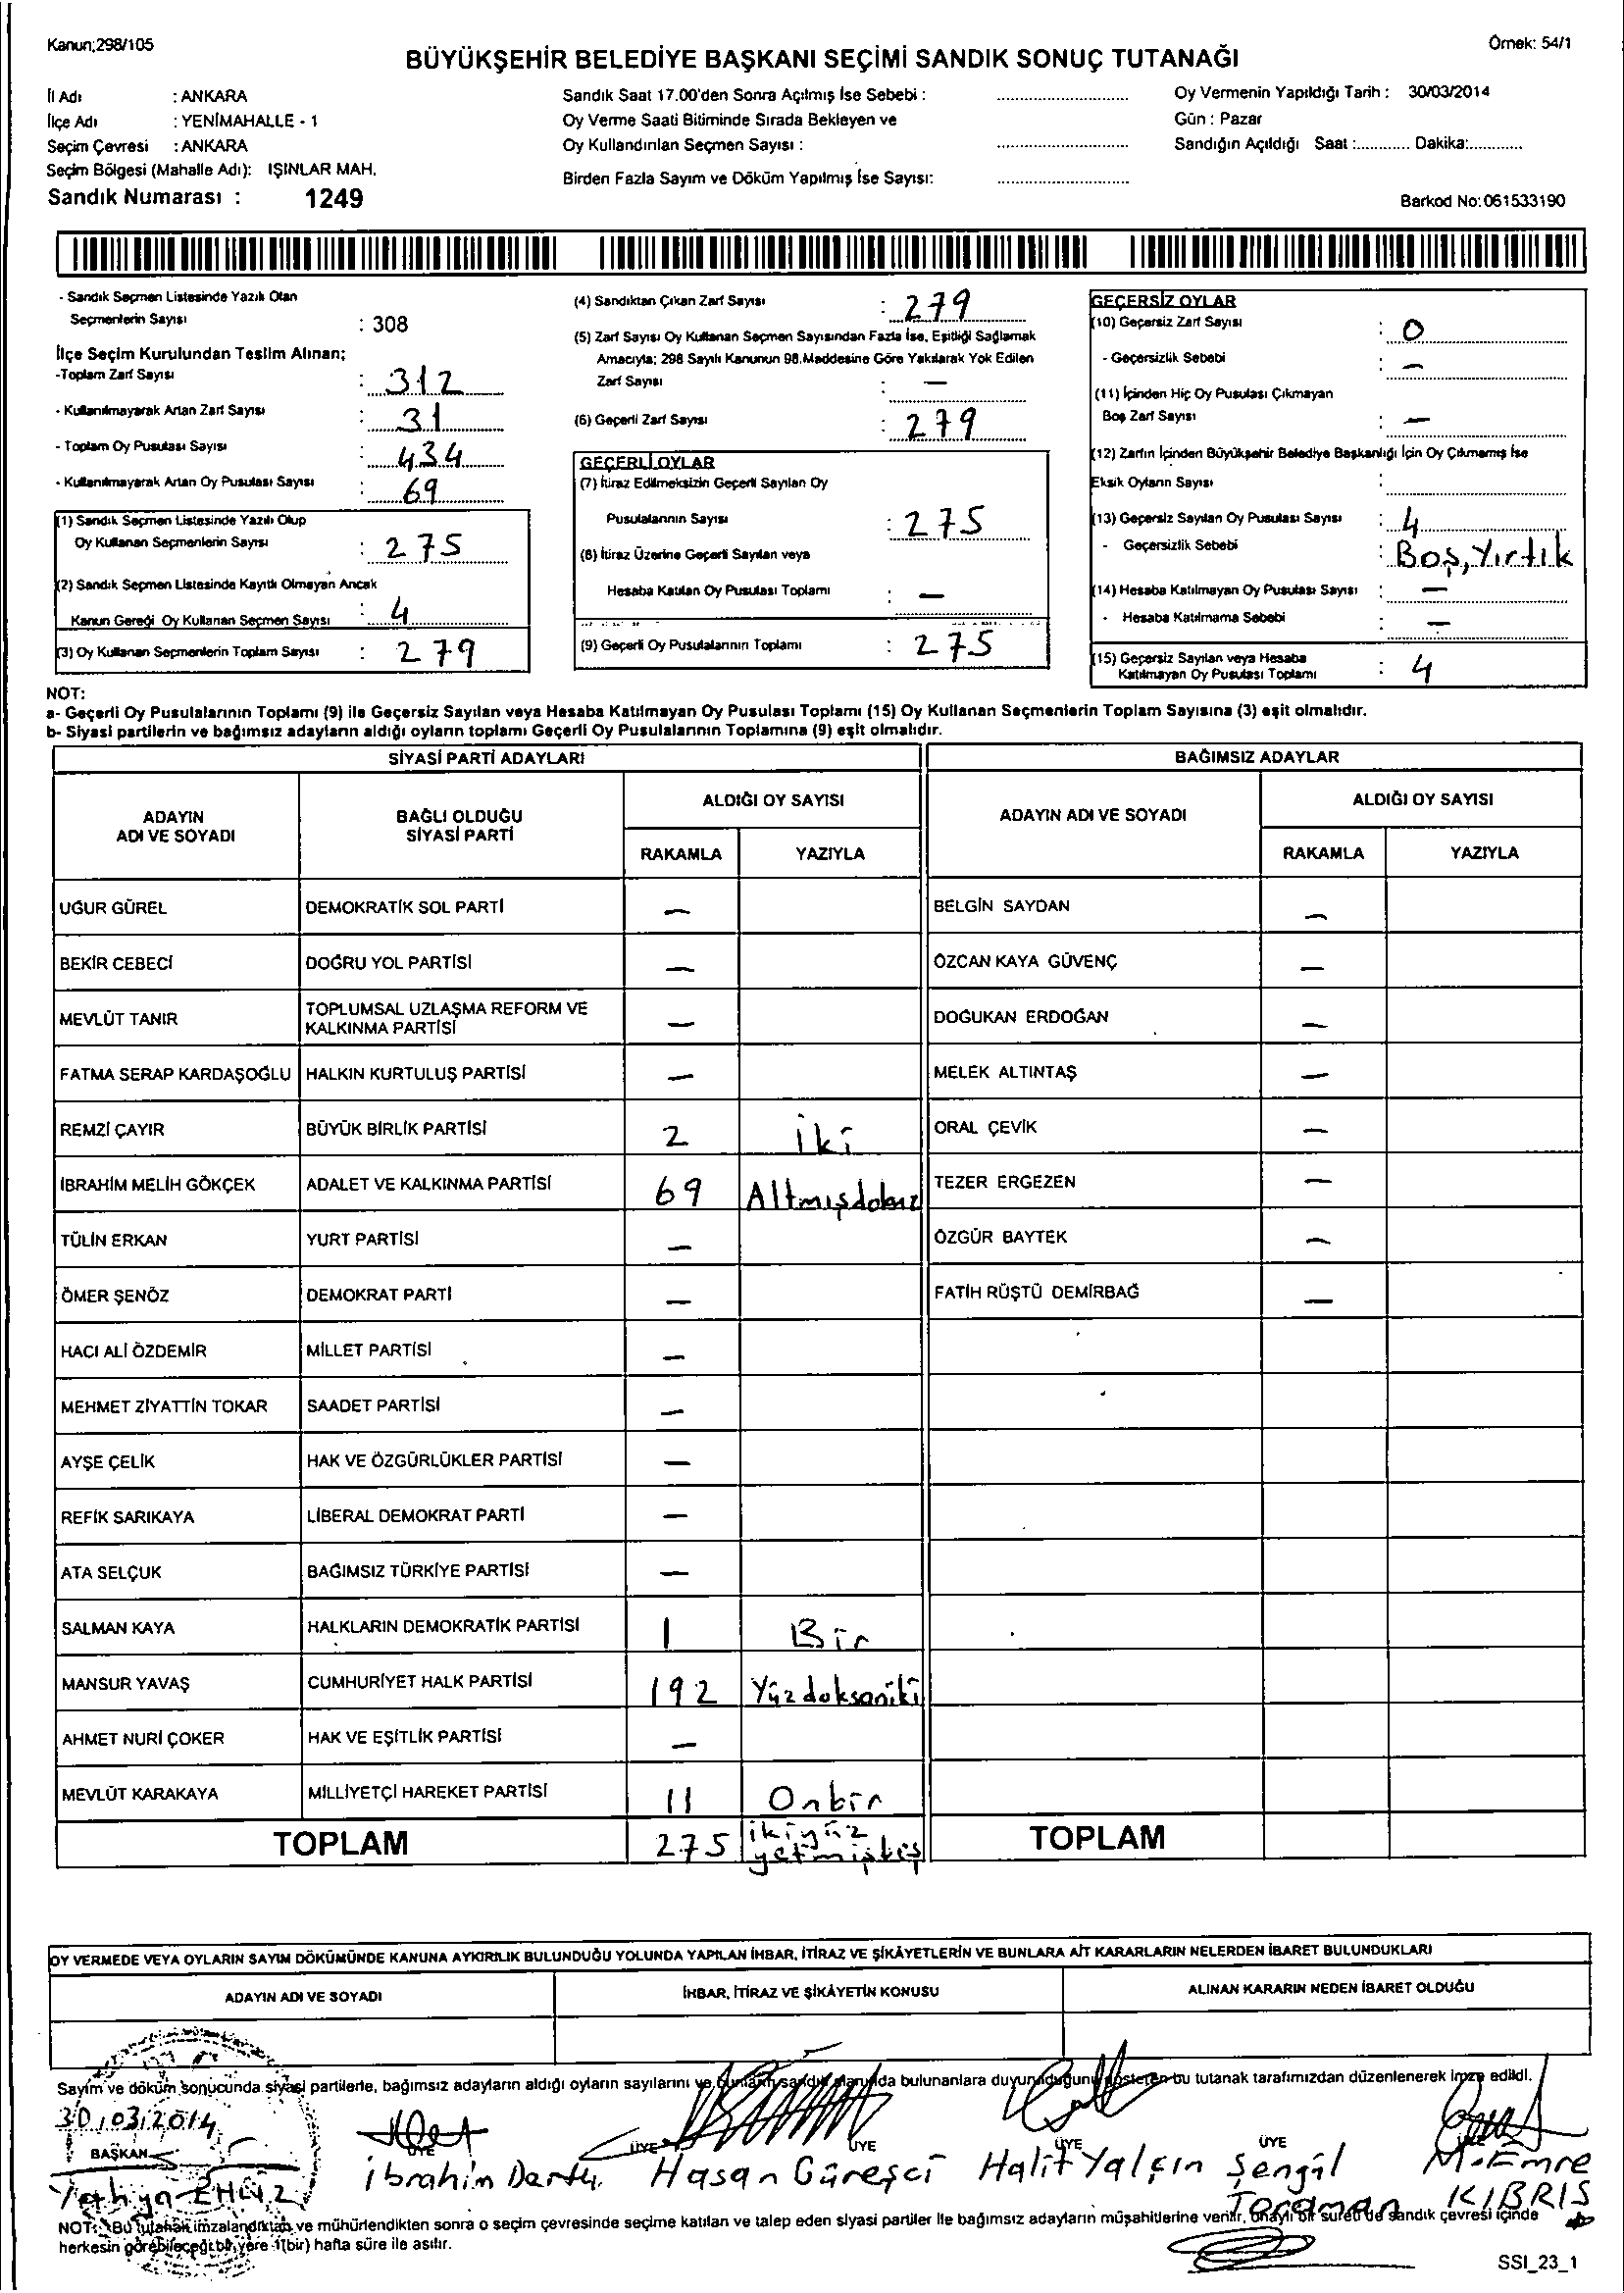 Kanun;298/105
Örnek: 54/1
BÜYÜKŞEHİR BELEDİYE BAŞKANI SEÇİMİ SANDIK SONUÇ TUTANAĞI
İl Adı : ANKARA
İlçe Adı : YENİMAHALLE - 1
Seçim Çevresi : ANKARA
Seçim Bölgesi (Mahalle Adı): IŞINLAR MAH.
Sandık Numarası : 1249
Sandık Saat 17.00'den Sonra Açılmış İse Sebebi :
Oy Verme Saati Bitiminde Sırada Bekleyen ve
Oy Kullandırılan Seçmen Sayısı :
Birden Fazla Sayım ve Döküm Yapılmış İse Sayısı:
Oy Vermenin Yapıldığı Tarih : 30/03/2014
Gün : Pazar
Sandığın Açıldığı Saat :............ Dakika:............
Barkod No:061533190
- Sandık Seçmen Listesinde Yazılı Olan
Seçmenlerin Sayısı : 308
İlçe Seçim Kurulundan Teslim Alınan;
-Toplam Zarf Sayısı : 312
- Kullanılmayarak Artan Zarf Sayısı : 31
- Toplam Oy Pusulası Sayısı : 434
- Kullanılmayarak Artan Oy Pusulası Sayısı : 69
(1) Sandık Seçmen Listesinde Yazılı Olup
Oy Kullanan Seçmenlerin Sayısı : 275
(2) Sandık Seçmen Listesinde Kayıtlı Olmayan Ancak
Kanun Gereği Oy Kullanan Seçmen Sayısı : 4
(3) Oy Kullanan Seçmenlerin Toplam Sayısı : 279
(4) Sandıktan Çıkan Zarf Sayısı : 279
(5) Zarf Sayısı Oy Kullanan Seçmen Sayısından Fazla İse, Eşitliği Sağlamak
Amacıyla; 298 Sayılı Kanunun 98.Maddesine Göre Yakılarak Yok Edilen
Zarf Sayısı : —
(6) Geçerli Zarf Sayısı : 279
GEÇERLİ OYLAR
(7) İtiraz Edilmeksizin Geçerli Sayılan Oy
Pusulalarının Sayısı : 275
(8) İtiraz Üzerine Geçerli Sayılan veya
Hesaba Katılan Oy Pusulası Toplamı : —
(9) Geçerli Oy Pusulalarının Toplamı : 275
GEÇERSİZ OYLAR
(10) Geçersiz Zarf Sayısı : 0
- Geçersizlik Sebebi : —
(11) İçinden Hiç Oy Pusulası Çıkmayan
Boş Zarf Sayısı : —
(12) Zarfın İçinden Büyükşehir Belediye Başkanlığı İçin Oy Çıkmamış İse
Eksik Oyların Sayısı :
(13) Geçersiz Sayılan Oy Pusulası Sayısı : 4
- Geçersizlik Sebebi : Boş, Yırtık
(14) Hesaba Katılmayan Oy Pusulası Sayısı : —
- Hesaba Katılmama Sebebi : —
(15) Geçersiz Sayılan veya Hesaba
Katılmayan Oy Pusulası Toplamı : 4
NOT:
a- Geçerli Oy Pusulalarının Toplamı (9) ile Geçersiz Sayılan veya Hesaba Katılmayan Oy Pusulası Toplamı (15) Oy Kullanan Seçmenlerin Toplam Sayısına (3) eşit olmalıdır.
b- Siyasi partilerin ve bağımsız adayların aldığı oyların toplamı Geçerli Oy Pusulalarının Toplamına (9) eşit olmalıdır.
SİYASİ PARTİ ADAYLARI
ADAYIN ADI VE SOYADI BAĞLI OLDUĞU SİYASİ PARTİ ALDIĞI OY SAYISI
RAKAMLA YAZIYLA
UĞUR GÜREL DEMOKRATİK SOL PARTİ —
BEKİR CEBECİ DOĞRU YOL PARTİSİ —
MEVLÜT TANIR TOPLUMSAL UZLAŞMA REFORM VE KALKINMA PARTİSİ —
FATMA SERAP KARDAŞOĞLU HALKIN KURTULUŞ PARTİSİ —
REMZİ ÇAYIR BÜYÜK BİRLİK PARTİSİ 2 İki
İBRAHİM MELİH GÖKÇEK ADALET VE KALKINMA PARTİSİ 69 Altmışdokuz
TÜLİN ERKAN YURT PARTİSİ —
ÖMER ŞENÖZ DEMOKRAT PARTİ —
HACI ALİ ÖZDEMİR MİLLET PARTİSİ —
MEHMET ZİYATTİN TOKAR SAADET PARTİSİ —
AYŞE ÇELİK HAK VE ÖZGÜRLÜKLER PARTİSİ —
REFİK SARIKAYA LİBERAL DEMOKRAT PARTİ —
ATA SELÇUK BAĞIMSIZ TÜRKİYE PARTİSİ —
SALMAN KAYA HALKLARIN DEMOKRATİK PARTİSİ 1 Bir
MANSUR YAVAŞ CUMHURİYET HALK PARTİSİ 192 Yüzdoksaniki
AHMET NURİ ÇOKER HAK VE EŞİTLİK PARTİSİ —
MEVLÜT KARAKAYA MİLLİYETÇİ HAREKET PARTİSİ 11 Onbir
TOPLAM 275 ikiyüz yetmişbeş
BAĞIMSIZ ADAYLAR
ADAYIN ADI VE SOYADI ALDIĞI OY SAYISI
RAKAMLA YAZIYLA
BELGİN SAYDAN —
ÖZCAN KAYA GÜVENÇ —
DOĞUKAN ERDOĞAN —
MELEK ALTINTAŞ —
ORAL ÇEVİK —
TEZER ERGEZEN —
ÖZGÜR BAYTEK —
FATİH RÜŞTÜ DEMİRBAĞ —
TOPLAM
OY VERMEDE VEYA OYLARIN SAYIM DÖKÜMÜNDE KANUNA AYKIRILIK BULUNDUĞU YOLUNDA YAPILAN İHBAR, İTİRAZ VE ŞİKÂYETLERİN VE BUNLARA AİT KARARLARIN NELERDEN İBARET BULUNDUKLARI
ADAYIN ADI VE SOYADI İHBAR, İTİRAZ VE ŞİKÂYETİN KONUSU ALINAN KARARIN NEDEN İBARET OLDUĞU
Sayım ve döküm sonucunda siyasi partilerle, bağımsız adayların aldığı oyların sayılarını ve bunların sandık alanında bulunanlara duyurulduğunu gösteren bu tutanak tarafımızdan düzenlenerek imza edildi.
30/03/2014
BAŞKAN ÜYE ÜYE ÜYE ÜYE ÜYE
Yahya İbrahim Hasan Güreşci Halit Yalçın Şengül Toraman M.Emre KIBRIS
NOT: Bu tutanak imzalandıktan ve mühürlendikten sonra o seçim çevresinde seçime katılan ve talep eden siyasi partiler ile bağımsız adayların müşahitlerine verilir, onaylı bir sureti de sandık çevresi içinde
herkesin görebileceği bir yere 1(bir) hafta süre ile asılır.
SSI_23_1